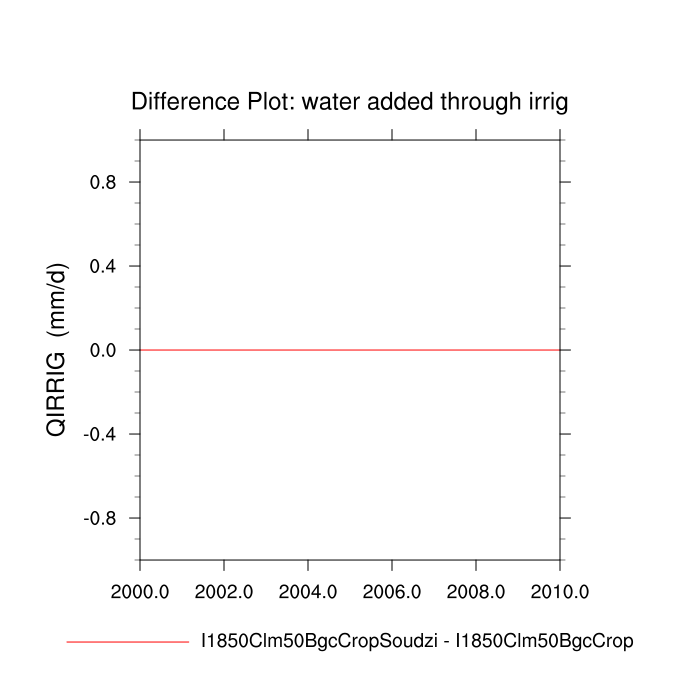 Difference Plot: water added through irrig
QIRRIG (mm/d)
0.8
0.4
0.0
-0.4
-0.8
2000.0 2002.0 2004.0 2006.0 2008.0 2010.0
I1850Clm50BgcCropSoudzi - I1850Clm50BgcCrop